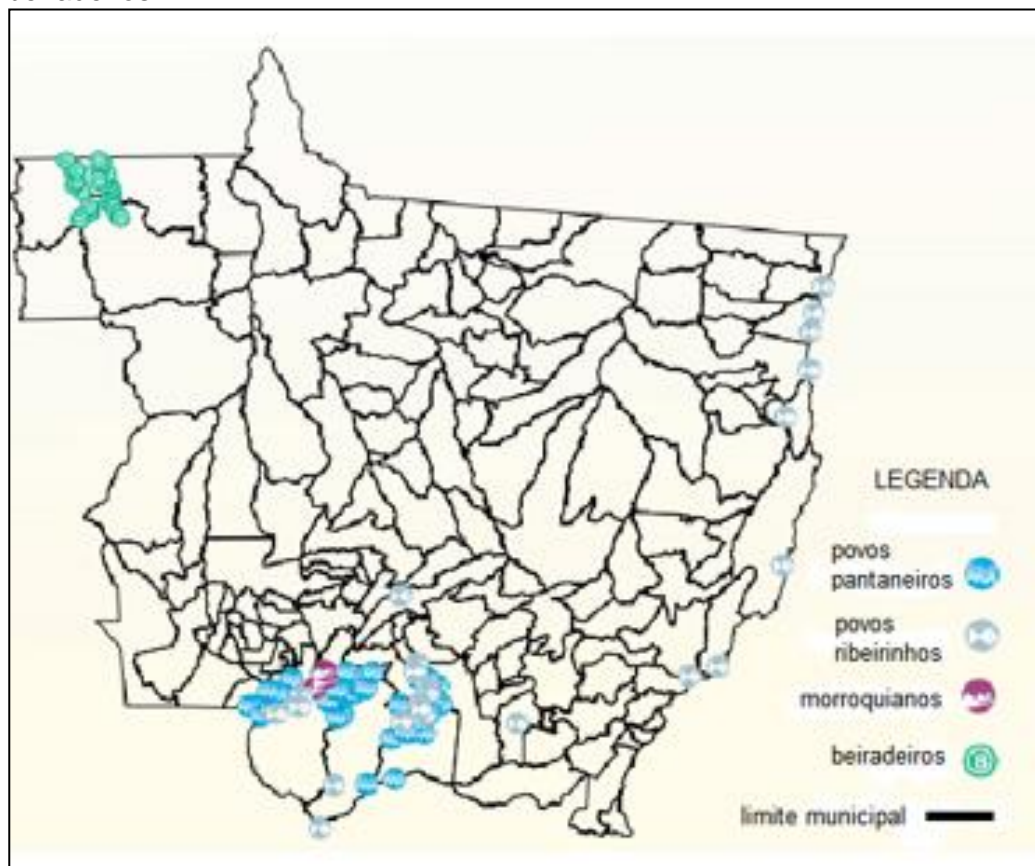 LEGENDA
povos
pantaneiros
povos
ribeirinhos
morroquianos
beiradeiros
limite municipal